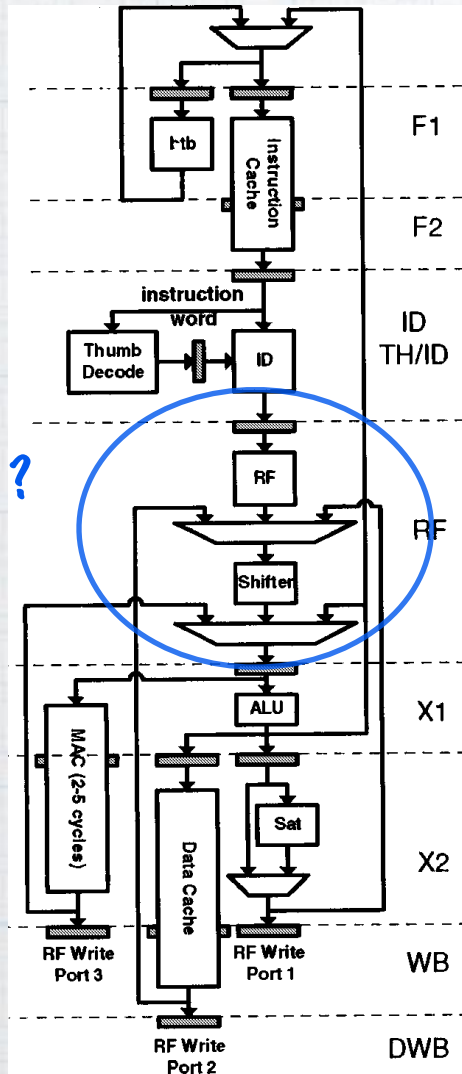 F1
btb
Instruction
Cache
F2
instruction
word
ID
TH/ID
Thumb
Decode
ID
?
RF
RF
Shifter
X1
ALU
MAC (2-5 cycles)
Data Cache
Sat
X2
RF Write
Port 3
RF Write
Port 1
WB
RF Write
Port 2
DWB